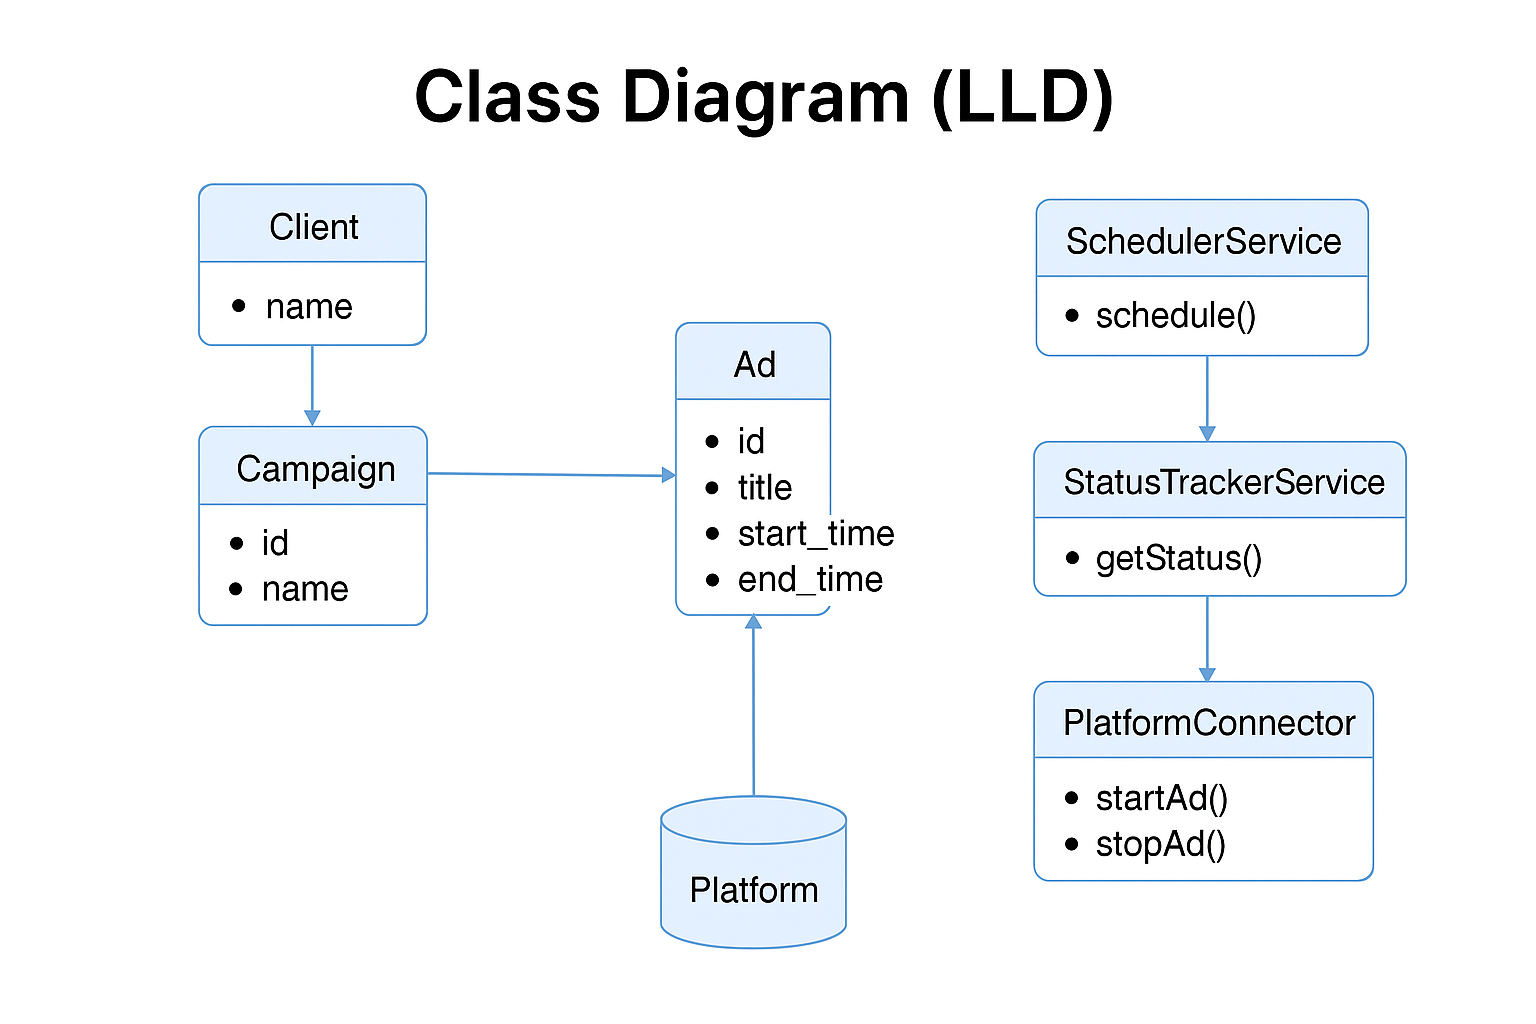 Class Diagram (LLD)
Client
• name
Campaign
• id
• name
Ad
• id
• title
• start_time
• end_time
Platform
SchedulerService
• schedule()
StatusTrackerService
• getStatus()
PlatformConnector
• startAd()
• stopAd()